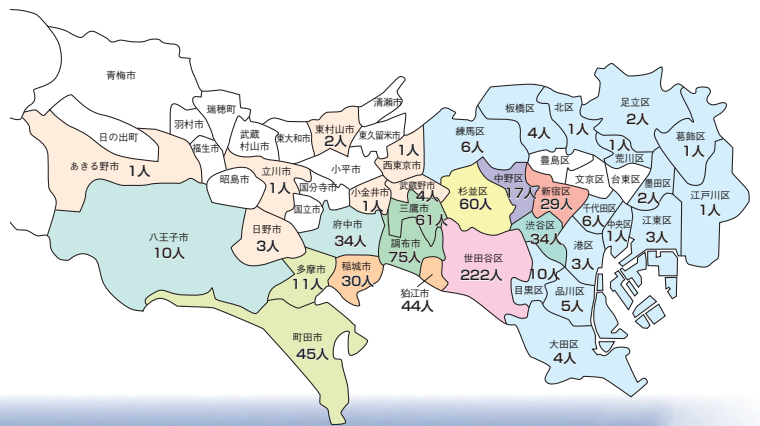 青梅市
瑞穂町
羽村市
日の出町
福生市
武蔵
村山市
東大和市
東村山市
2人
清瀬市
東久留米市
あきる野市
1人
昭島市
立川市
1人
国分寺市
国立市
小平市
小金井市
1人
1人
西東京市
武蔵野市
4人
三鷹市
61人
八王子市
10人
日野市
3人
府中市
34人
調布市
75人
多摩市
11人
稲城市
30人
狛江市
44人
町田市
45人
練馬区
6人
板橋区
4人
北区
1人
足立区
2人
葛飾区
1人
1人
荒川区
豊島区
文京区
台東区
墨田区
2人
江戸川区
1人
中野区
17人
杉並区
60人
新宿区
29人
千代田区
6人
中央区
1人
江東区
3人
渋谷区
34人
港区
3人
世田谷区
222人
10人
目黒区
品川区
5人
大田区
4人